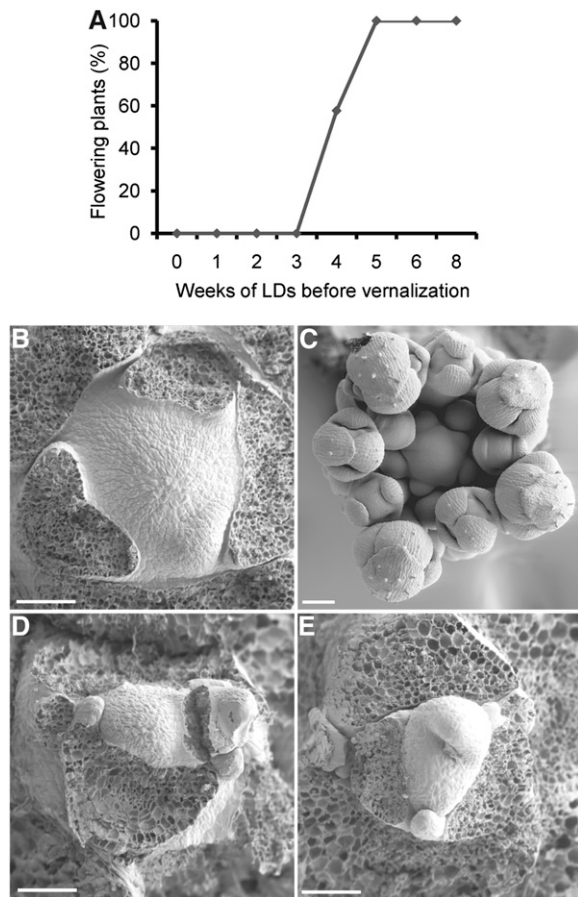 A
100
80
60
40
20
0
Flowering plants (%)
0 1 2 3 4 5 6 8
Weeks of LDs before vernalization
B
C
D
E